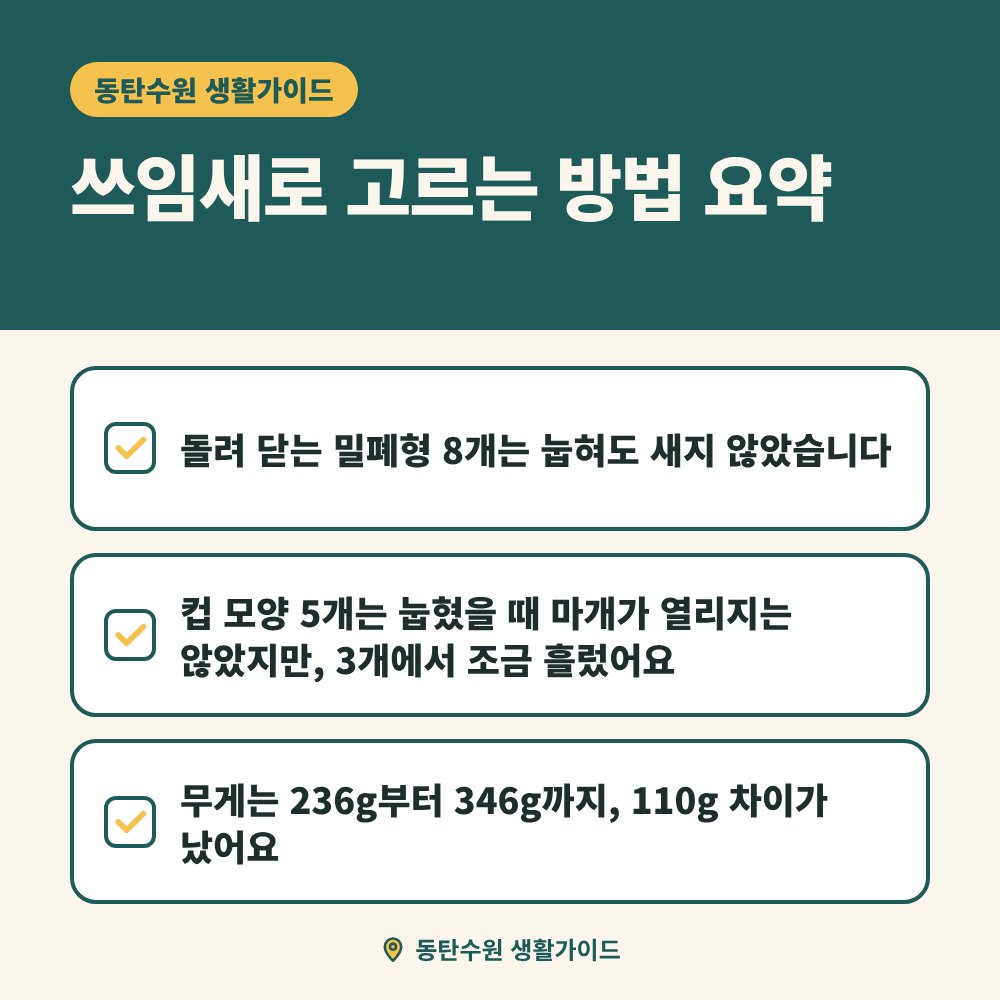 동탄수원 생활가이드
쓰임새로 고르는 방법 요약
돌려 닫는 밀폐형 8개는 눕혀도 새지 않았습니다
컵 모양 5개는 눕혔을 때 마개가 열리지는
않았지만, 3개에서 조금 흘렀어요
무게는 236g부터 346g까지, 110g 차이가
났어요
동탄수원 생활가이드